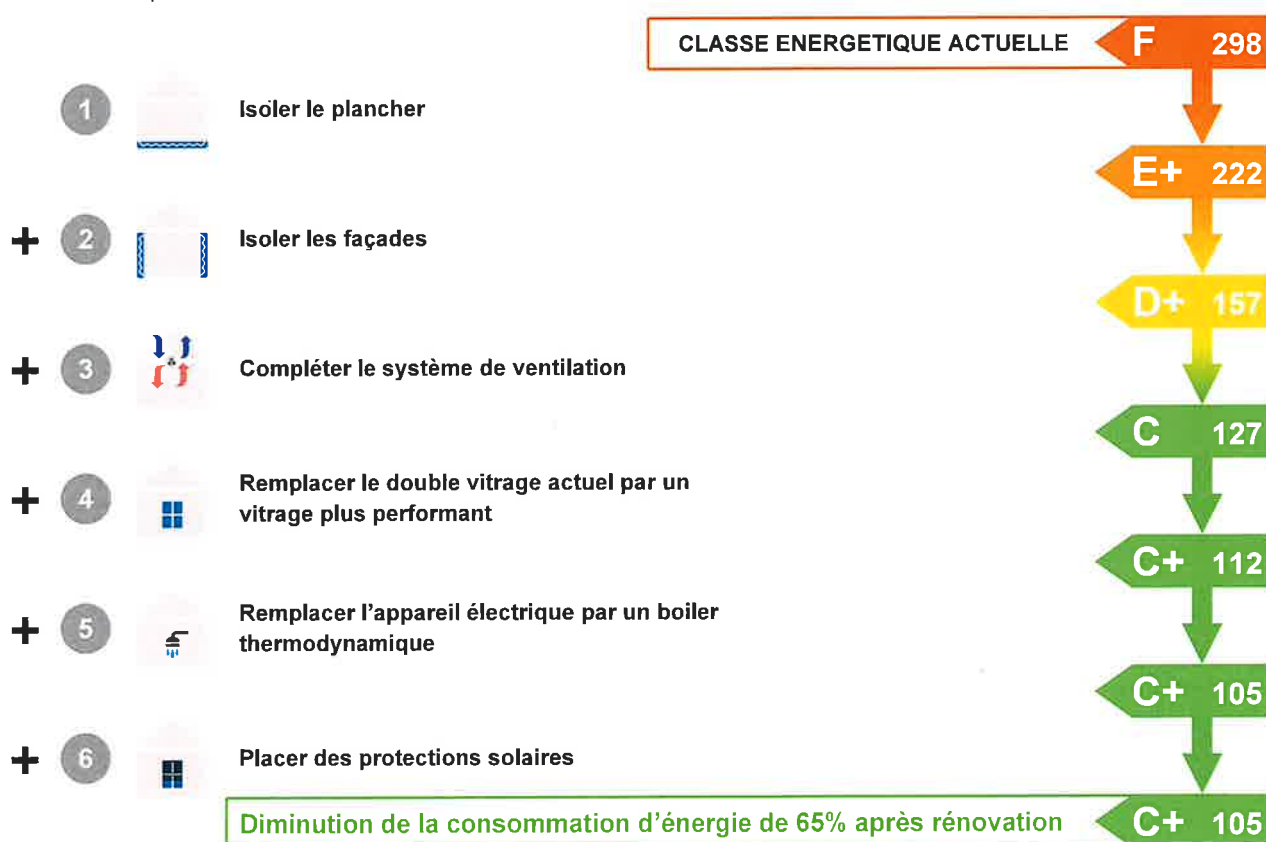 CLASSE ENERGETIQUE ACTUELLE F 298
1 Isoler le plancher
E+ 222
+ 2 Isoler les façades
D+ 157
+ 3 Compléter le système de ventilation
C 127
+ 4 Remplacer le double vitrage actuel par un
vitrage plus performant
C+ 112
+ 5 Remplacer l'appareil électrique par un boiler
thermodynamique
C+ 105
+ 6 Placer des protections solaires
Diminution de la consommation d'énergie de 65% après rénovation C+ 105